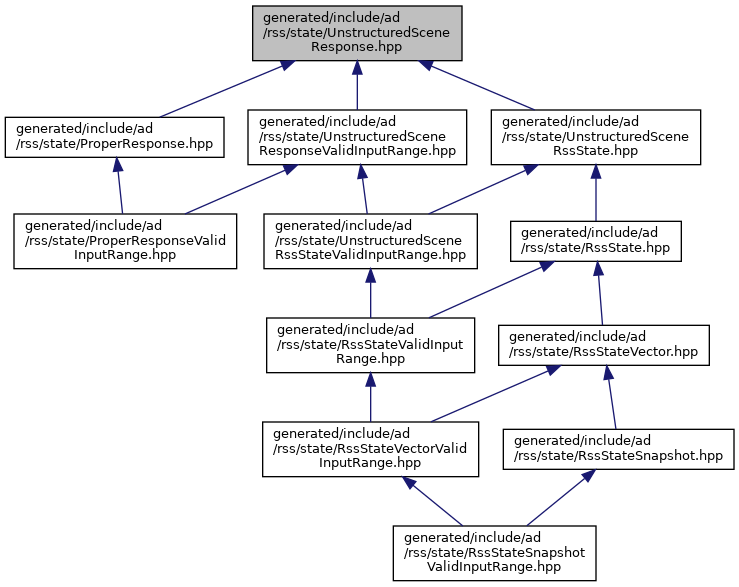 generated/include/ad
/rss/state/UnstructuredScene
Response.hpp
generated/include/ad
/rss/state/ProperResponse.hpp
generated/include/ad
/rss/state/UnstructuredScene
ResponseValidInputRange.hpp
generated/include/ad
/rss/state/UnstructuredScene
RssState.hpp
generated/include/ad
/rss/state/ProperResponseValid
InputRange.hpp
generated/include/ad
/rss/state/UnstructuredScene
RssStateValidInputRange.hpp
generated/include/ad
/rss/state/RssState.hpp
generated/include/ad
/rss/state/RssStateValidInput
Range.hpp
generated/include/ad
/rss/state/RssStateVector.hpp
generated/include/ad
/rss/state/RssStateVectorValid
InputRange.hpp
generated/include/ad
/rss/state/RssStateSnapshot.hpp
generated/include/ad
/rss/state/RssStateSnapshot
ValidInputRange.hpp